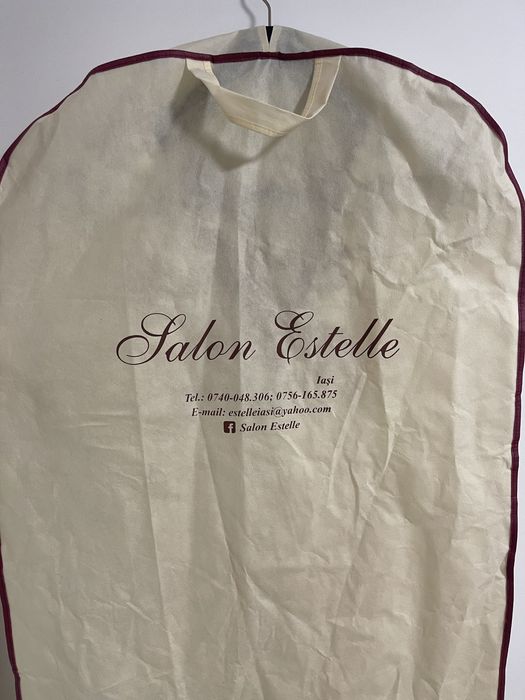 Salon Estelle
Iași
Tel.: 0740-048.306; 0756-165.875
E-mail: estelleiasi@yahoo.com
Salon Estelle